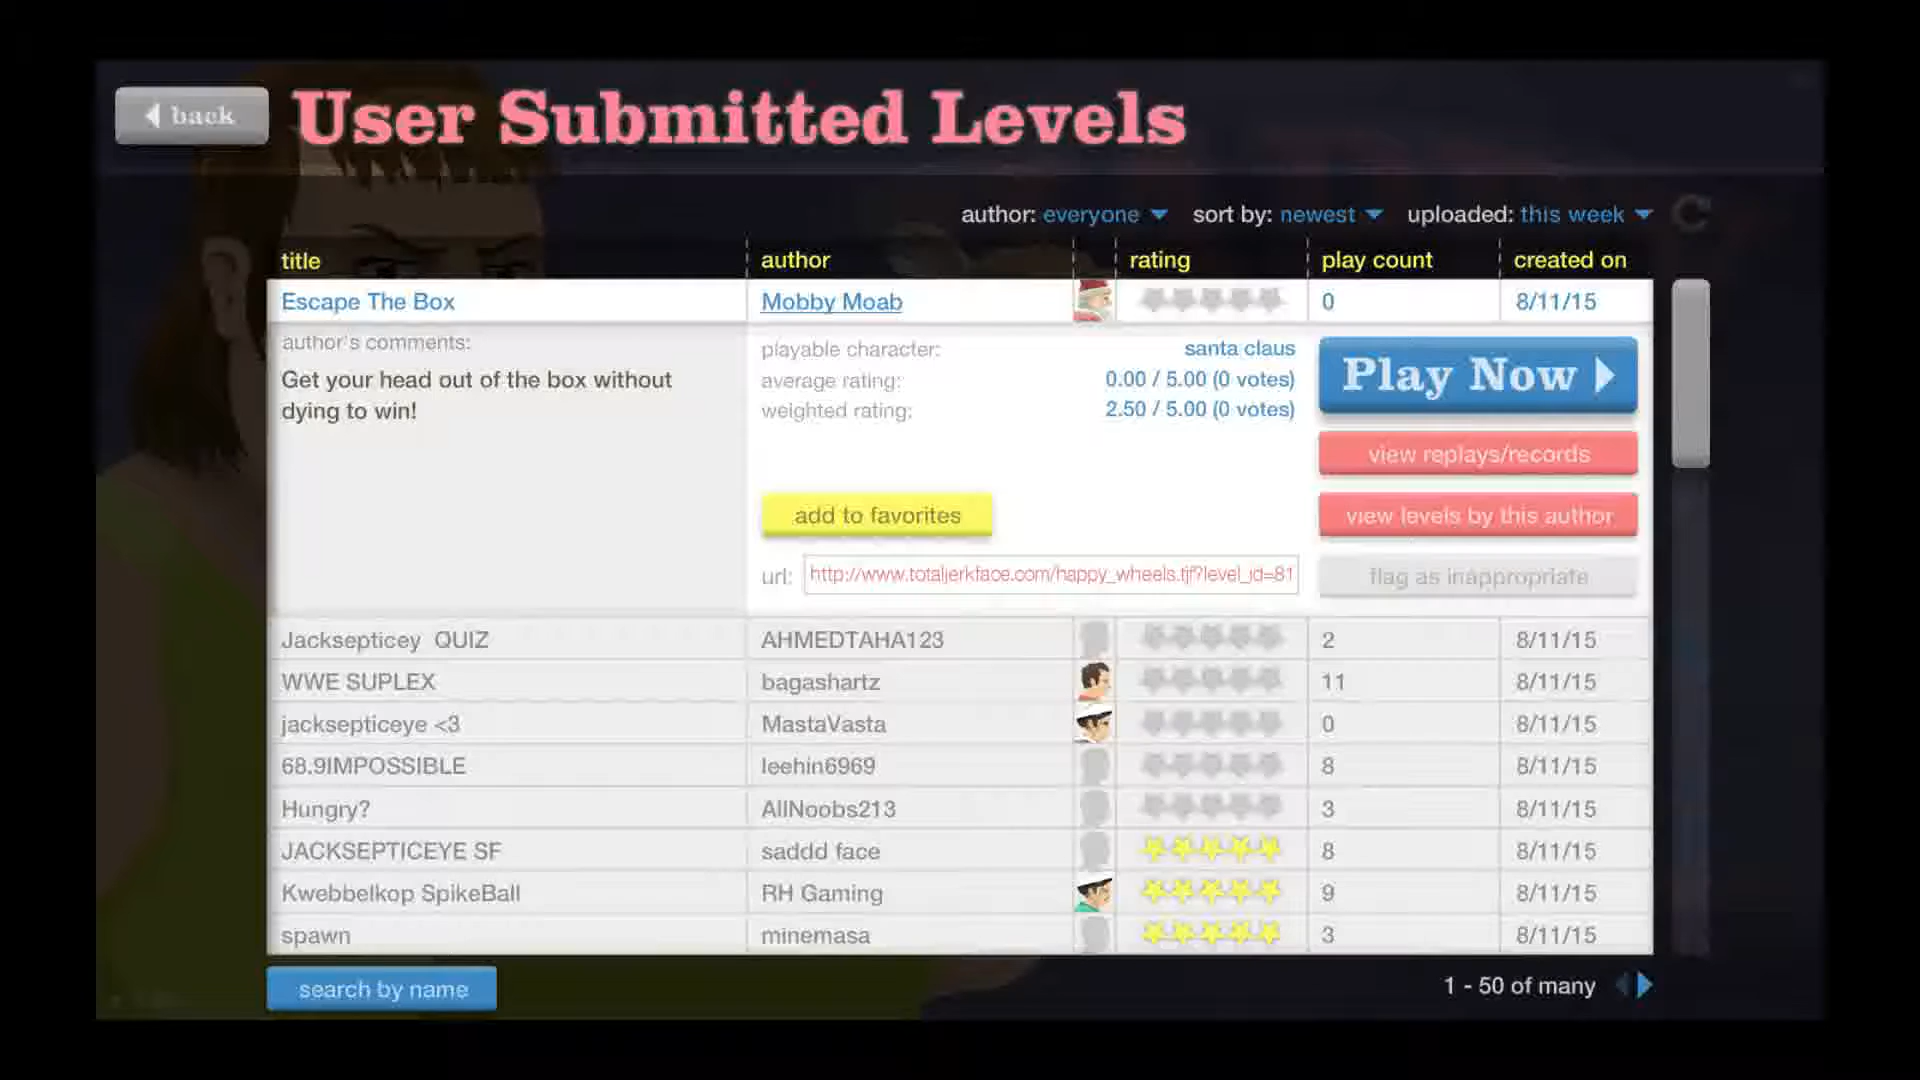 back
User Submitted Levels
author: everyone sort by: newest uploaded: this week
title author rating play count created on
Escape The Box Mobby Moab 0 8/11/15
author's comments:
Get your head out of the box without
dying to win!
playable character: santa claus
average rating: 0.00 / 5.00 (0 votes)
weighted rating: 2.50 / 5.00 (0 votes)
Play Now
view replays/records
add to favorites
view levels by this author
url: http://www.totaljerkface.com/happy_wheels.tjf?level_id=81
flag as inappropriate
Jacksepticey QUIZ AHMEDTAHA123 2 8/11/15
WWE SUPLEX bagashartz 11 8/11/15
jacksepticeye <3 MastaVasta 0 8/11/15
68.9IMPOSSIBLE leehin6969 8 8/11/15
Hungry? AllNoobs213 3 8/11/15
JACKSEPTICEYE SF saddd face 8 8/11/15
Kwebbelkop SpikeBall RH Gaming 9 8/11/15
spawn minemasa 3 8/11/15
search by name
1 - 50 of many